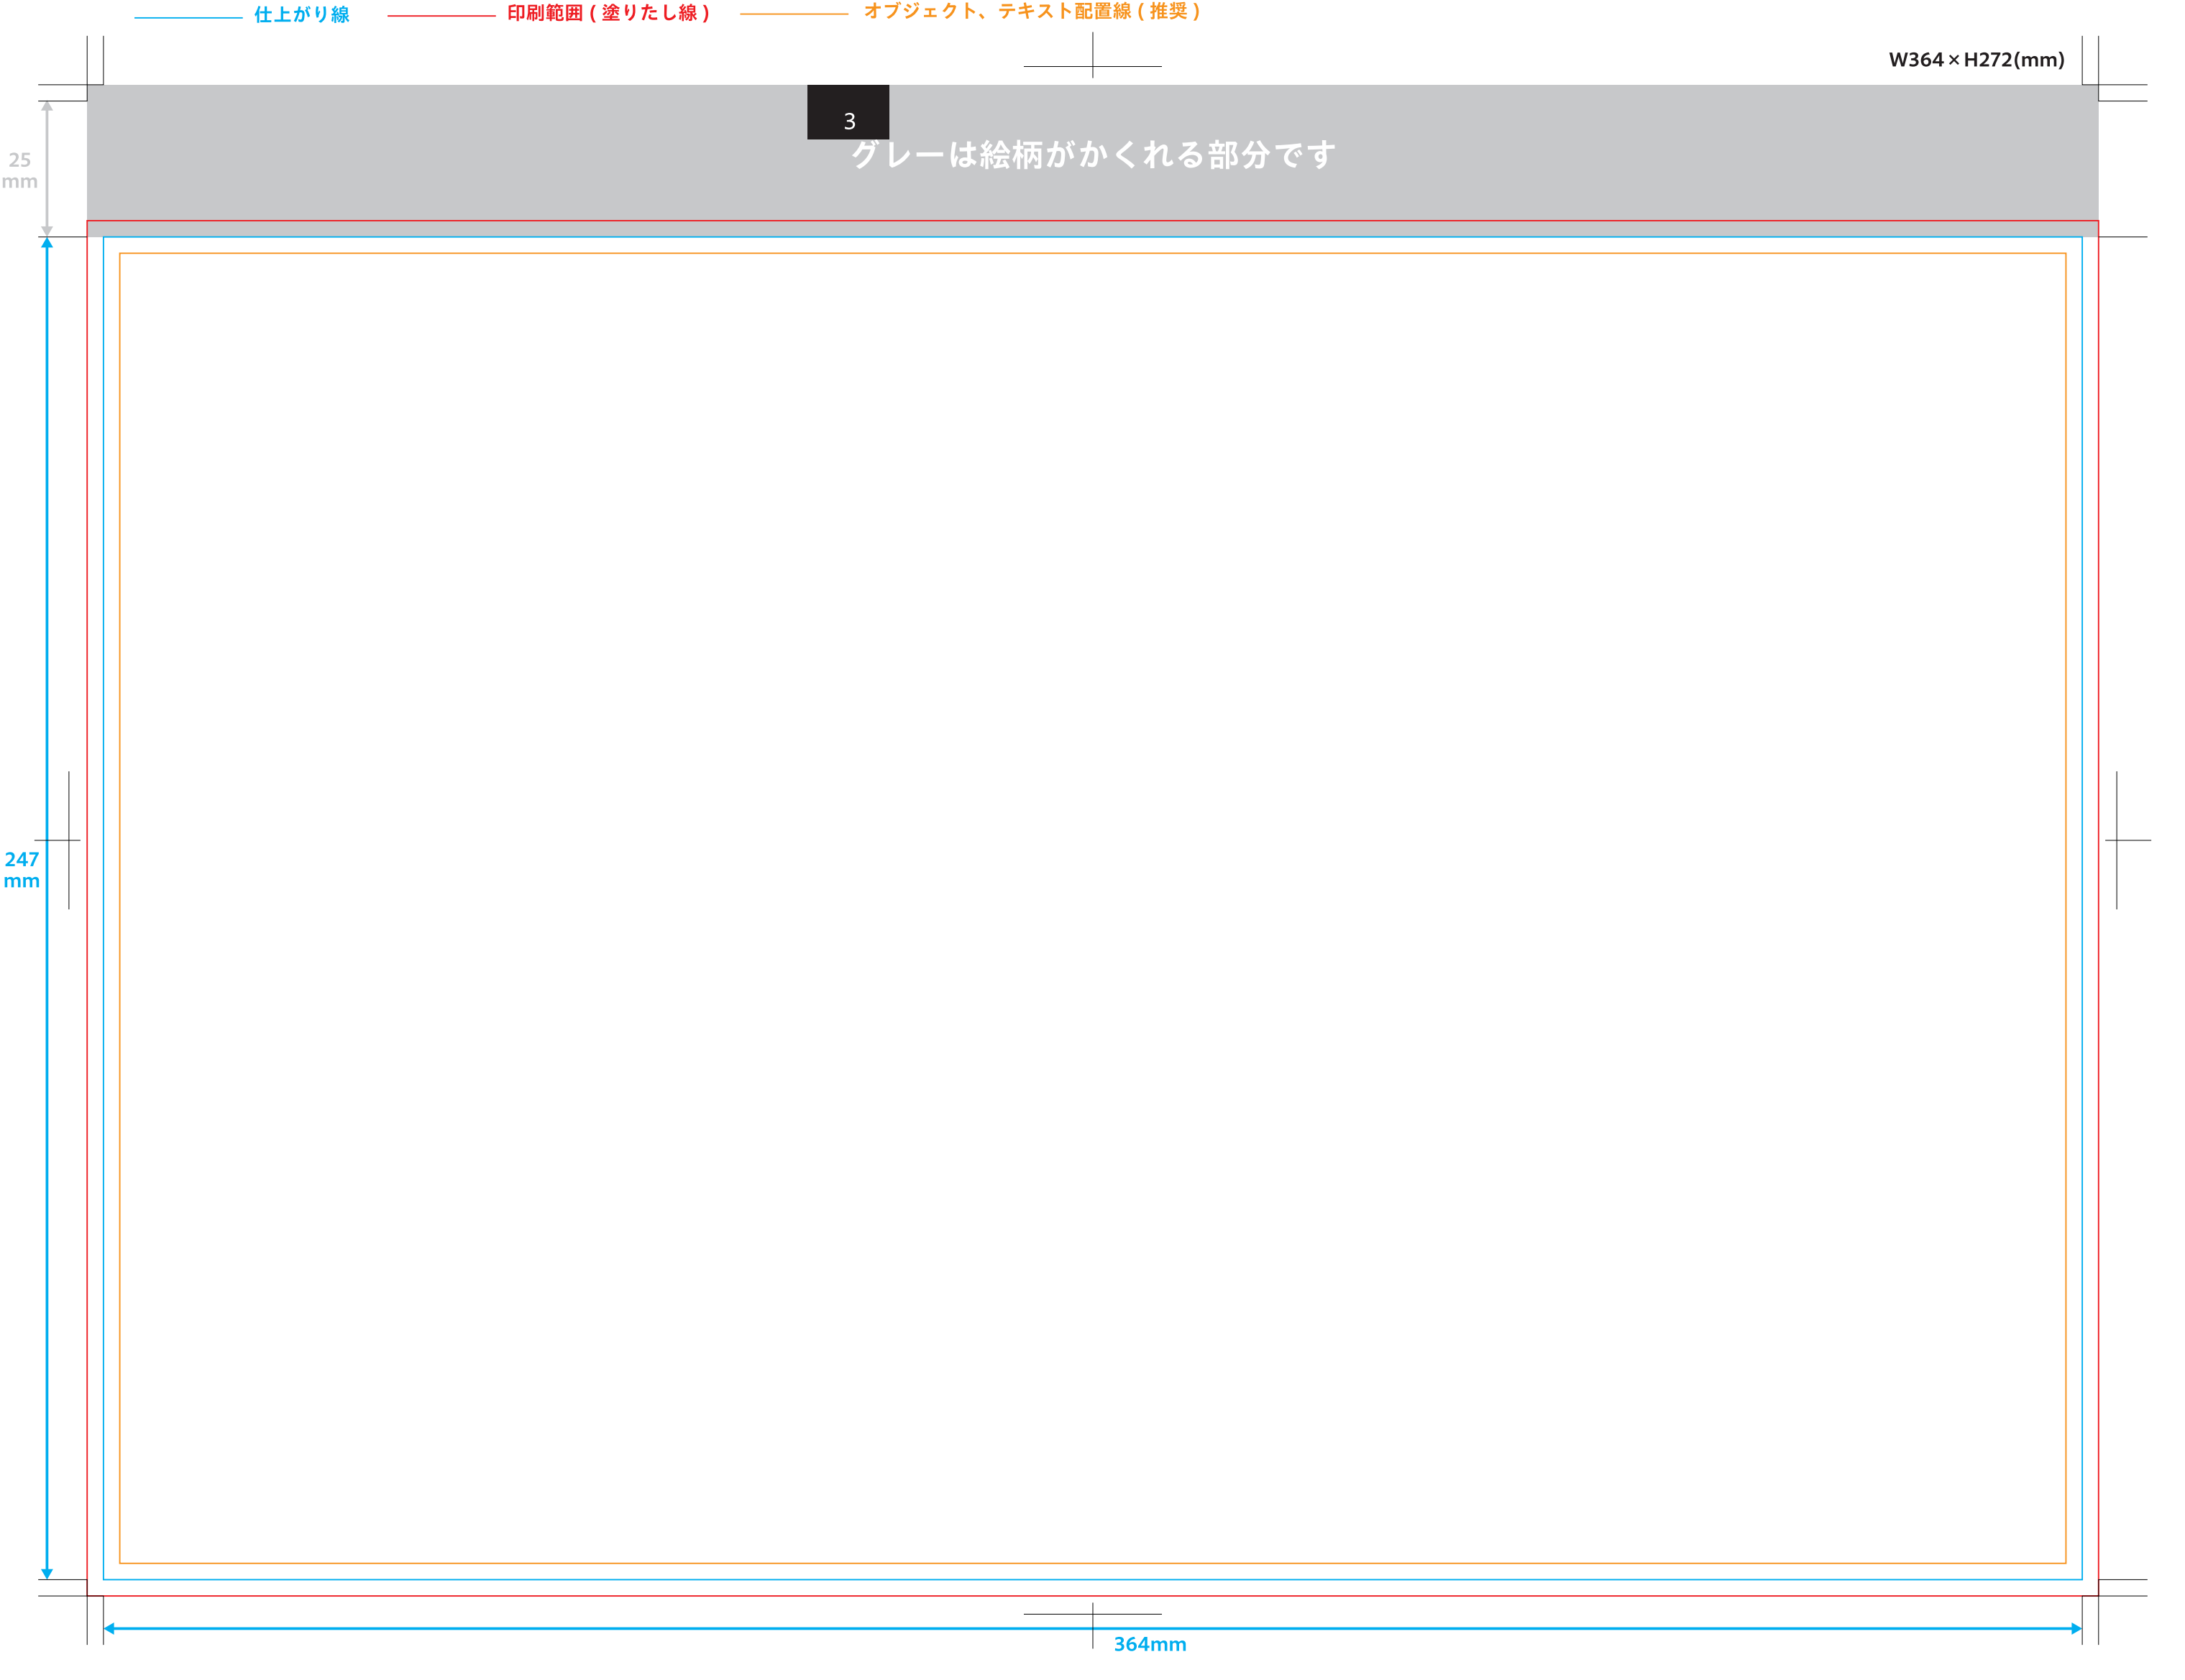 仕上がり線
印刷範囲 ( 塗りたし線 )
オブジェクト、テキスト配置線 ( 推奨 )
W364×H272(mm)
3
グレーは絵柄がかくれる部分です
25
mm
247
mm
364mm